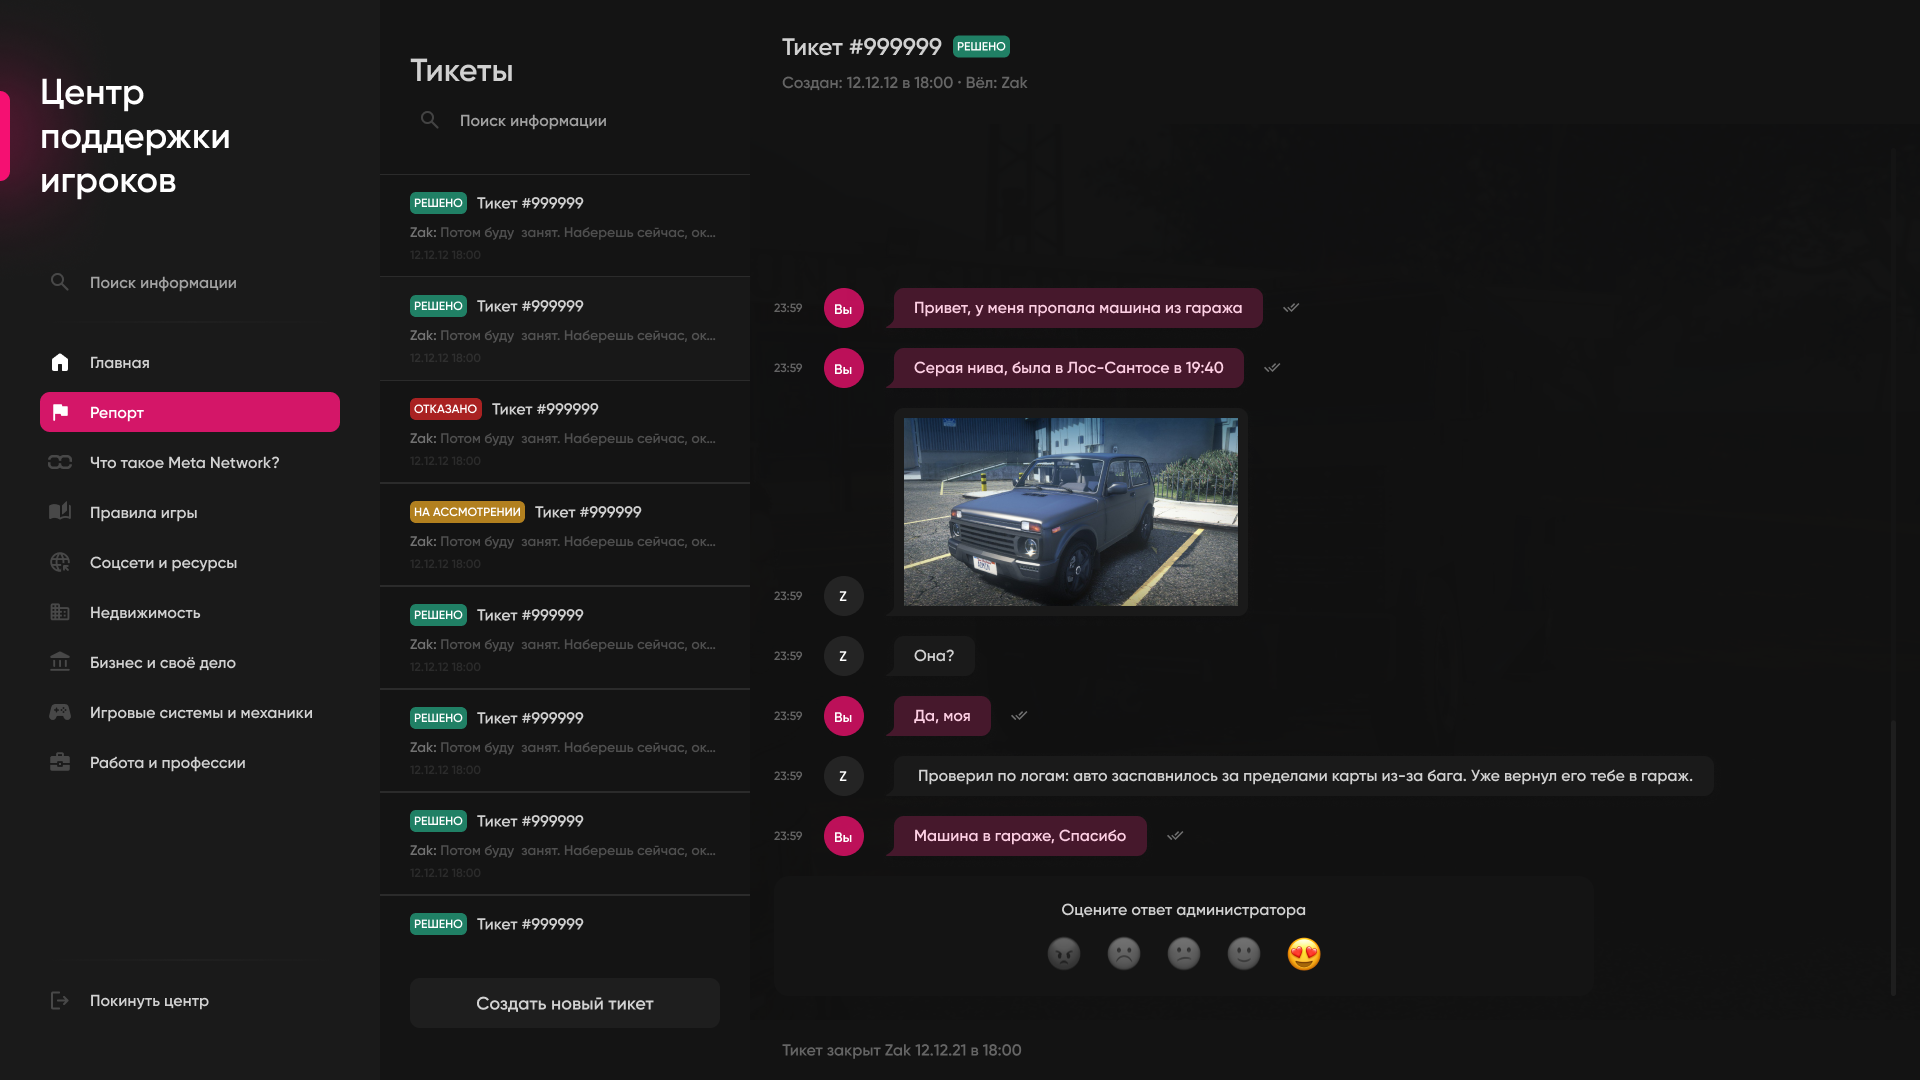 Центр
поддержки
игроков
Поиск информации
Главная
Репорт
Что такое Meta Network?
Правила игры
Соцсети и ресурсы
Недвижимость
Бизнес и своё дело
Игровые системы и механики
Работа и профессии
Покинуть центр
Тикеты
Поиск информации
РЕШЕНО Тикет #999999
Zak: Потом буду занят. Наберешь сейчас, ок...
12.12.12 18:00
РЕШЕНО Тикет #999999
Zak: Потом буду занят. Наберешь сейчас, ок...
12.12.12 18:00
ОТКАЗАНО Тикет #999999
Zak: Потом буду занят. Наберешь сейчас, ок...
12.12.12 18:00
НА АССМОТРЕНИИ Тикет #999999
Zak: Потом буду занят. Наберешь сейчас, ок...
12.12.12 18:00
РЕШЕНО Тикет #999999
Zak: Потом буду занят. Наберешь сейчас, ок...
12.12.12 18:00
РЕШЕНО Тикет #999999
Zak: Потом буду занят. Наберешь сейчас, ок...
12.12.12 18:00
РЕШЕНО Тикет #999999
Zak: Потом буду занят. Наберешь сейчас, ок...
12.12.12 18:00
РЕШЕНО Тикет #999999
Создать новый тикет
Тикет #999999 РЕШЕНО
Создан: 12.12.12 в 18:00 · Вёл: Zak
23:59 Вы Привет, у меня пропала машина из гаража
23:59 Вы Серая нива, была в Лос-Сантосе в 19:40
23:59 Z
23:59 Z Она?
23:59 Вы Да, моя
23:59 Z Проверил по логам: авто заспавнилось за пределами карты из-за бага. Уже вернул его тебе в гараж.
23:59 Вы Машина в гараже, Спасибо
Оцените ответ администратора
Тикет закрыт Zak 12.12.21 в 18:00